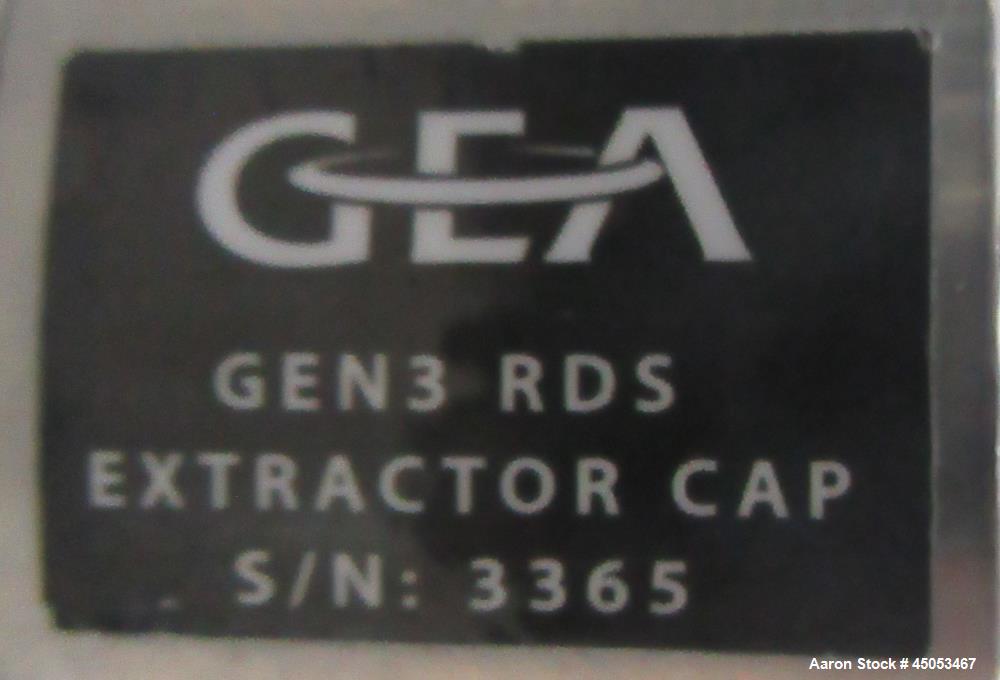 GEA
GEN3 RDS
EXTRACTOR CAP
S/N: 3365
Aaron Stock # 45053467